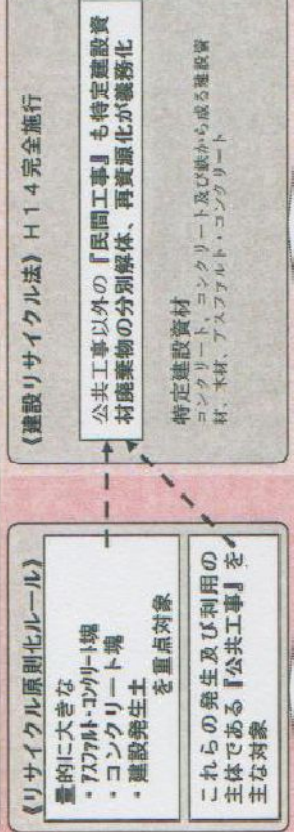 《リサイクル原則化ルール》
量的に大きな
・アスファルト・コンクリート塊
・コンクリート塊
・建設発生土
を重点対象
これらの発生及び利用の
主体である『公共工事』を
主な対象
《建設リサイクル法》Ｈ１４完全施行
公共工事以外の『民間工事』も特定建設資
材廃棄物の分別解体、再資源化が義務化
特定建設資材
コンクリート、コンクリート及び鉄から成る建設資
材、木材、アスファルト・コンクリート